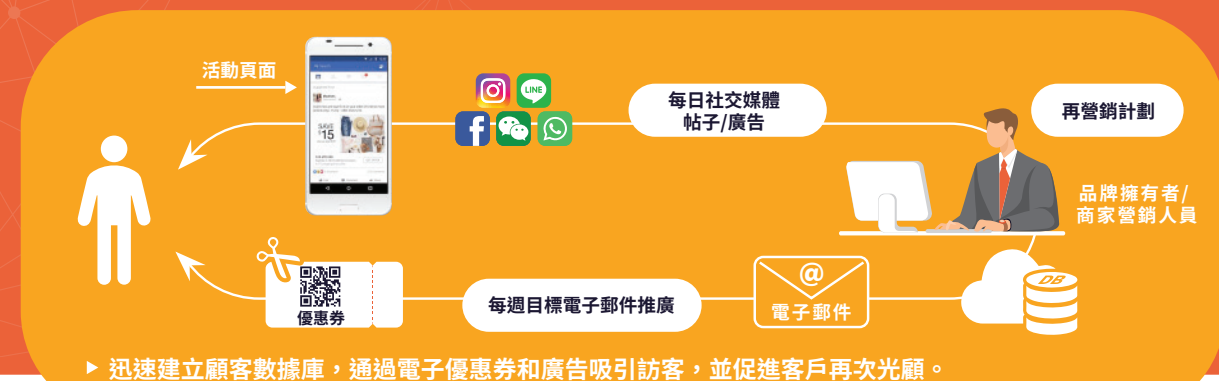 活動頁面
SAVE
$15
LINE
每日社交媒體
帖子/廣告
再營銷計劃
品牌擁有者/
商家營銷人員
優惠券
每週目標電子郵件推廣
@
電子郵件
DB
▶ 迅速建立顧客數據庫,通過電子優惠券和廣告吸引訪客,並促進客戶再次光顧。